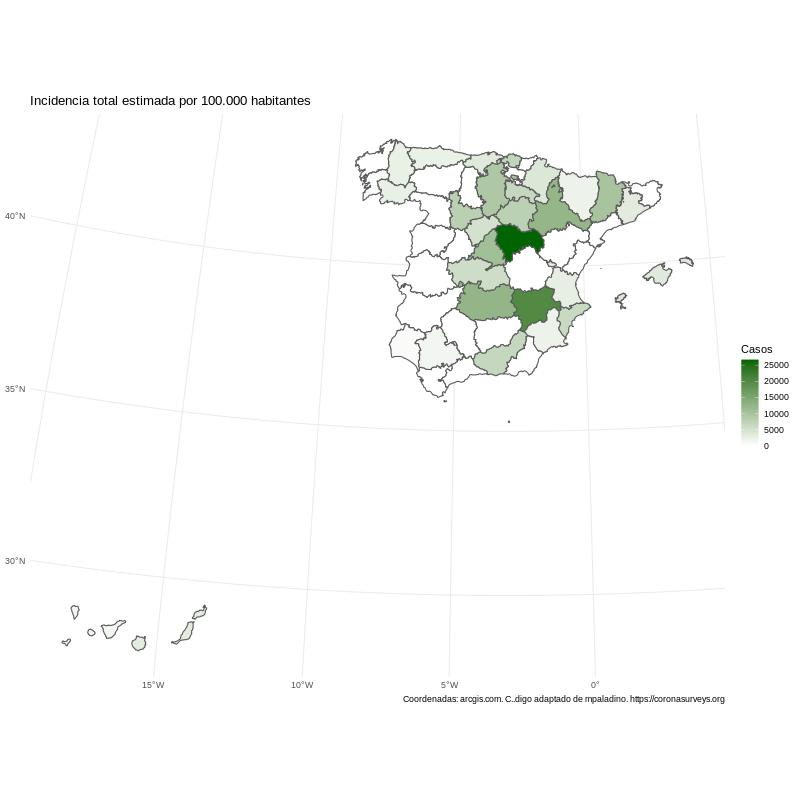 Incidencia total estimada por 100.000 habitantes
40°N
35°N
30°N
15°W
10°W
5°W
0°
Casos
25000
20000
15000
10000
5000
0
Coordenadas: arcgis.com. C..digo adaptado de mpaladino. https://coronasurveys.org